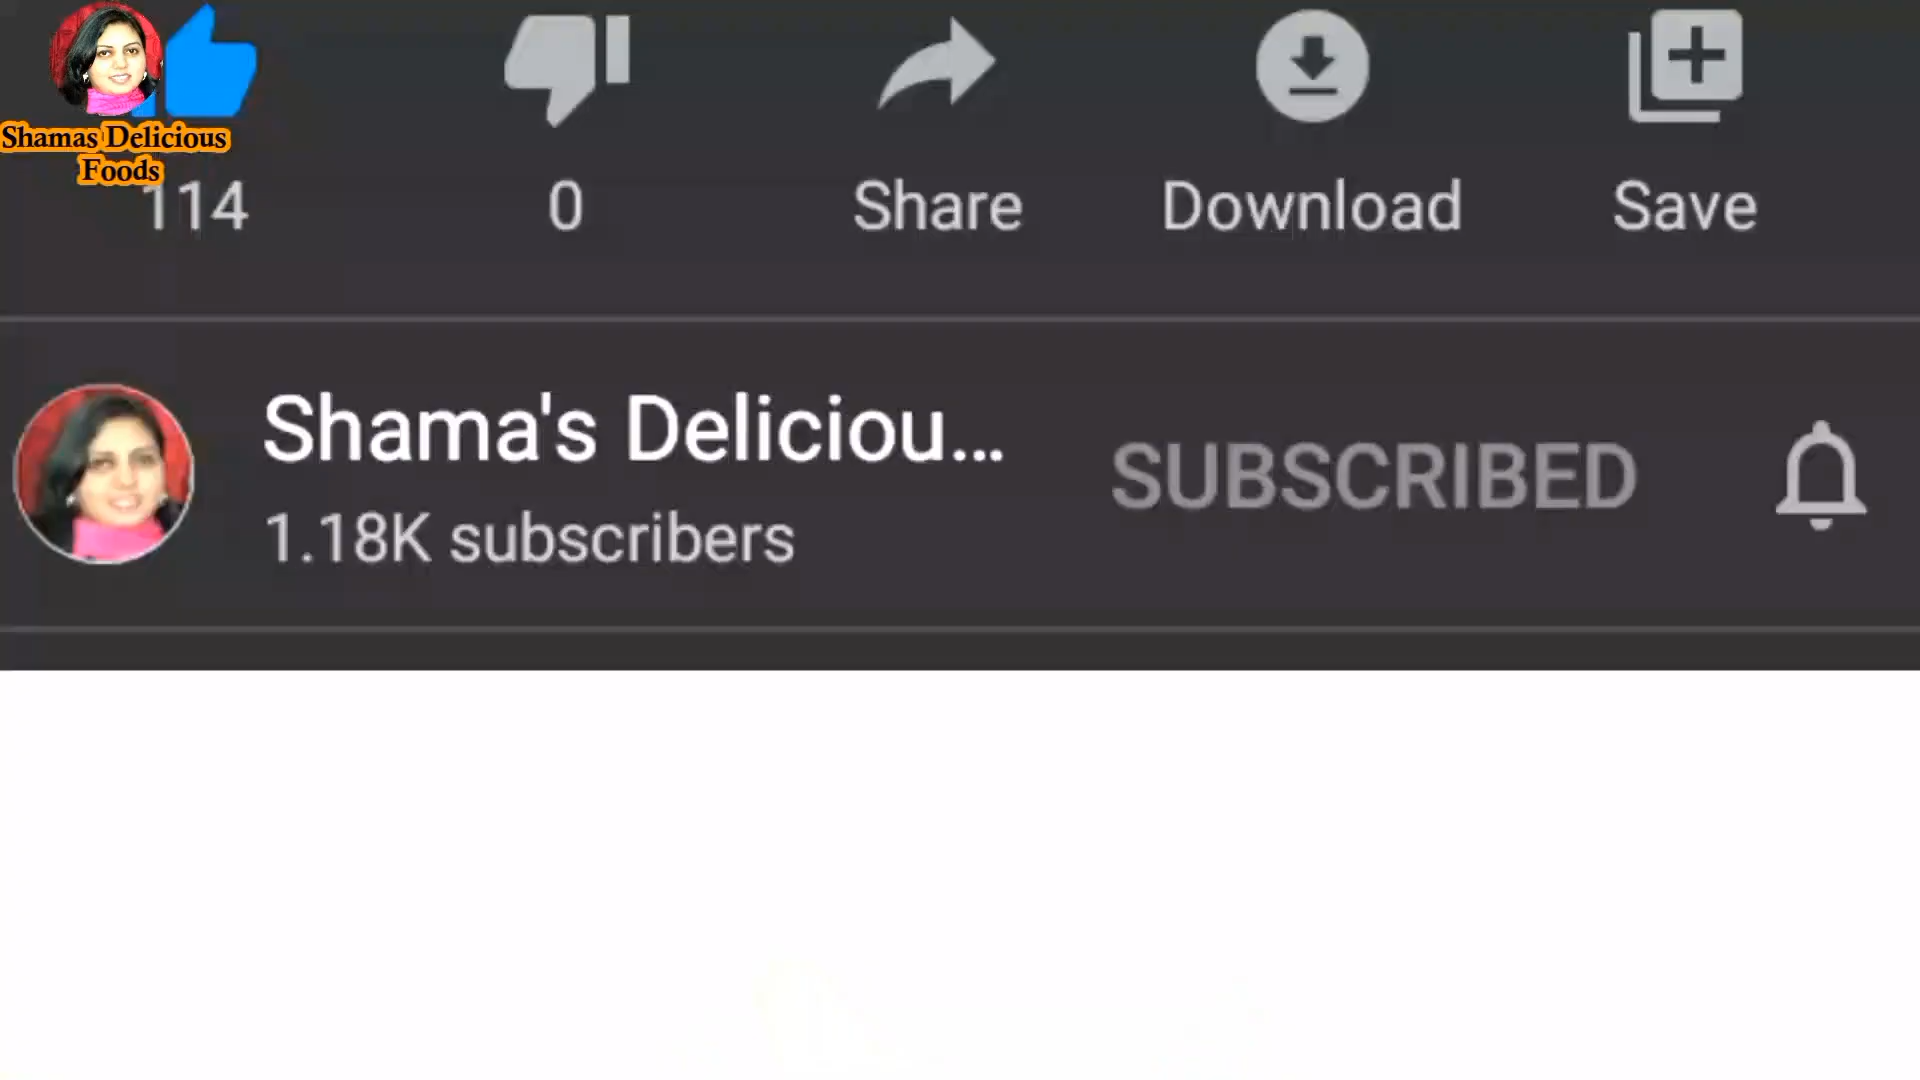 Shamas Delicious
Foods
114
0
Share
Download
Save
Shama's Deliciou...
1.18K subscribers
SUBSCRIBED